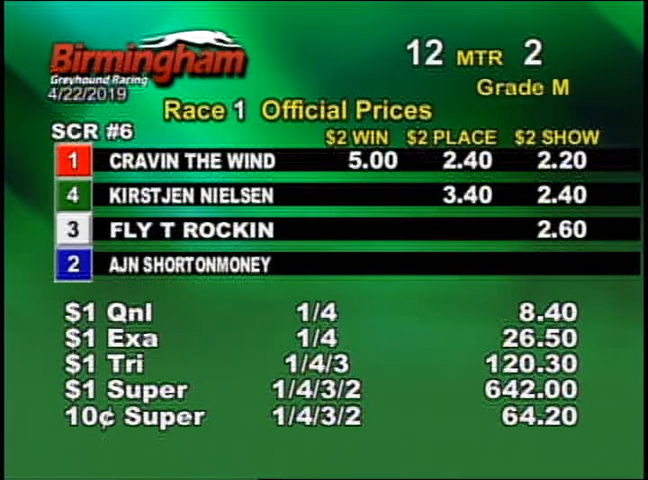 Birmingham
Greyhound Racing
4/22/2019
12 MTR 2
Grade M
Race 1 Official Prices
SCR #6
$2 WIN $2 PLACE $2 SHOW
1 CRAVIN THE WIND 5.00 2.40 2.20
4 KIRSTJEN NIELSEN 3.40 2.40
3 FLY T ROCKIN 2.60
2 AJN SHORTONMONEY
$1 Qnl 1/4 8.40
$1 Exa 1/4 26.50
$1 Tri 1/4/3 120.30
$1 Super 1/4/3/2 642.00
10¢ Super 1/4/3/2 64.20